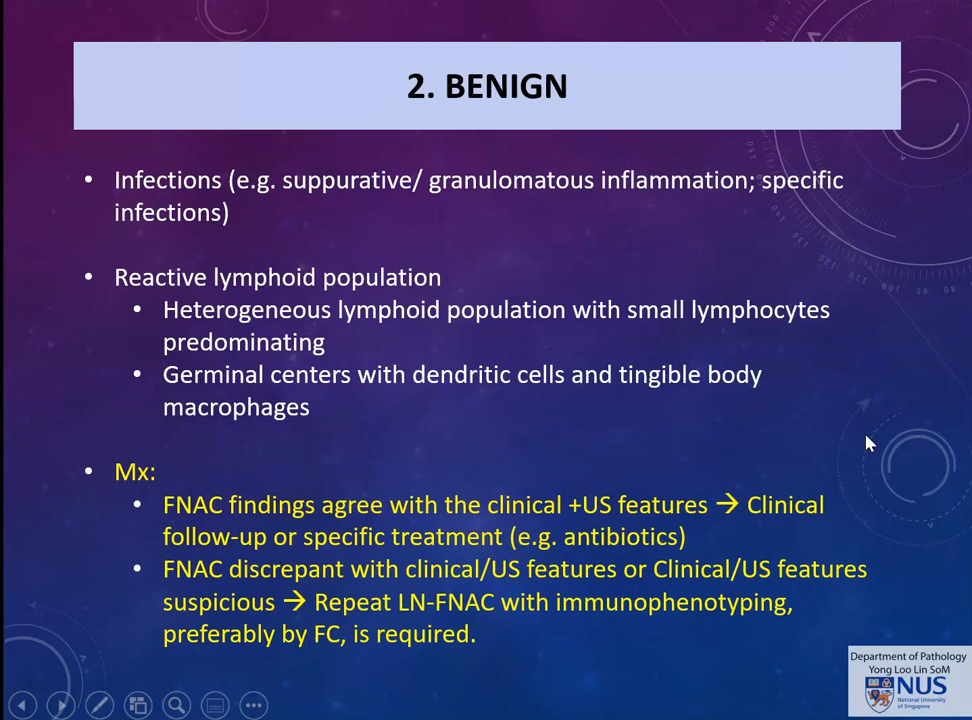 2. BENIGN
• Infections (e.g. suppurative/ granulomatous inflammation; specific
infections)
• Reactive lymphoid population
• Heterogeneous lymphoid population with small lymphocytes
predominating
• Germinal centers with dendritic cells and tingible body
macrophages
• Mx:
• FNAC findings agree with the clinical +US features → Clinical
follow-up or specific treatment (e.g. antibiotics)
• FNAC discrepant with clinical/US features or Clinical/US features
suspicious → Repeat LN-FNAC with immunophenotyping,
preferably by FC, is required.
Department of Pathology
Yong Loo Lin SoM
NUS
National University
of Singapore